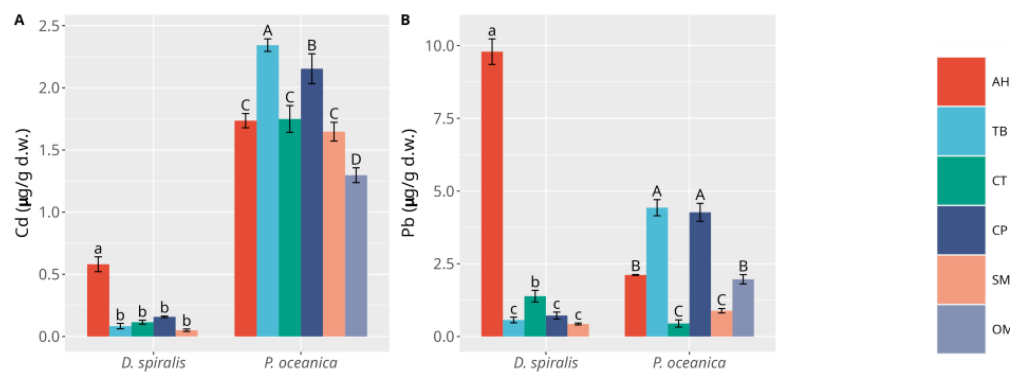 A
Cd (µg/g d.w.)
2.5
2.0
1.5
1.0
0.5
0.0
a
b
b
b
b
C
A
C
B
C
D
D. spiralis
P. oceanica
B
Pb (µg/g d.w.)
10.0
7.5
5.0
2.5
0.0
a
c
b
c
c
B
A
C
A
C
B
D. spiralis
P. oceanica
AH
TB
CT
CP
SM
OM